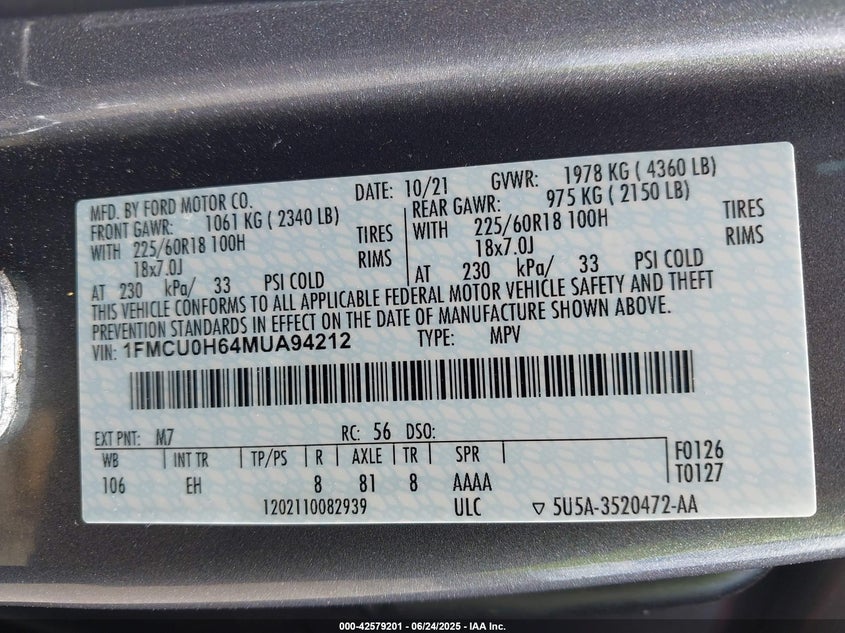 MFD. BY FORD MOTOR CO. DATE: 10/21 GVWR: 1978 KG ( 4360 LB)
FRONT GAWR: 1061 KG ( 2340 LB) REAR GAWR: 975 KG ( 2150 LB)
WITH 225/60R18 100H TIRES WITH 225/60R18 100H TIRES
18x7.0J RIMS 18x7.0J RIMS
AT 230 kPa/ 33 PSI COLD AT 230 kPa/ 33 PSI COLD
THIS VEHICLE CONFORMS TO ALL APPLICABLE FEDERAL MOTOR VEHICLE SAFETY AND THEFT
PREVENTION STANDARDS IN EFFECT ON THE DATE OF MANUFACTURE SHOWN ABOVE.
VIN: 1FMCU0H64MUA94212 TYPE: MPV
EXT PNT: M7 RC: 56 DSO:
WB INT TR TP/PS R AXLE TR SPR F0126
106 EH 8 81 8 AAAA T0127
1202110082939 ULC ▽ 5U5A-3520472-AA
000-42579201 | 06/24/2025 - IAA Inc.